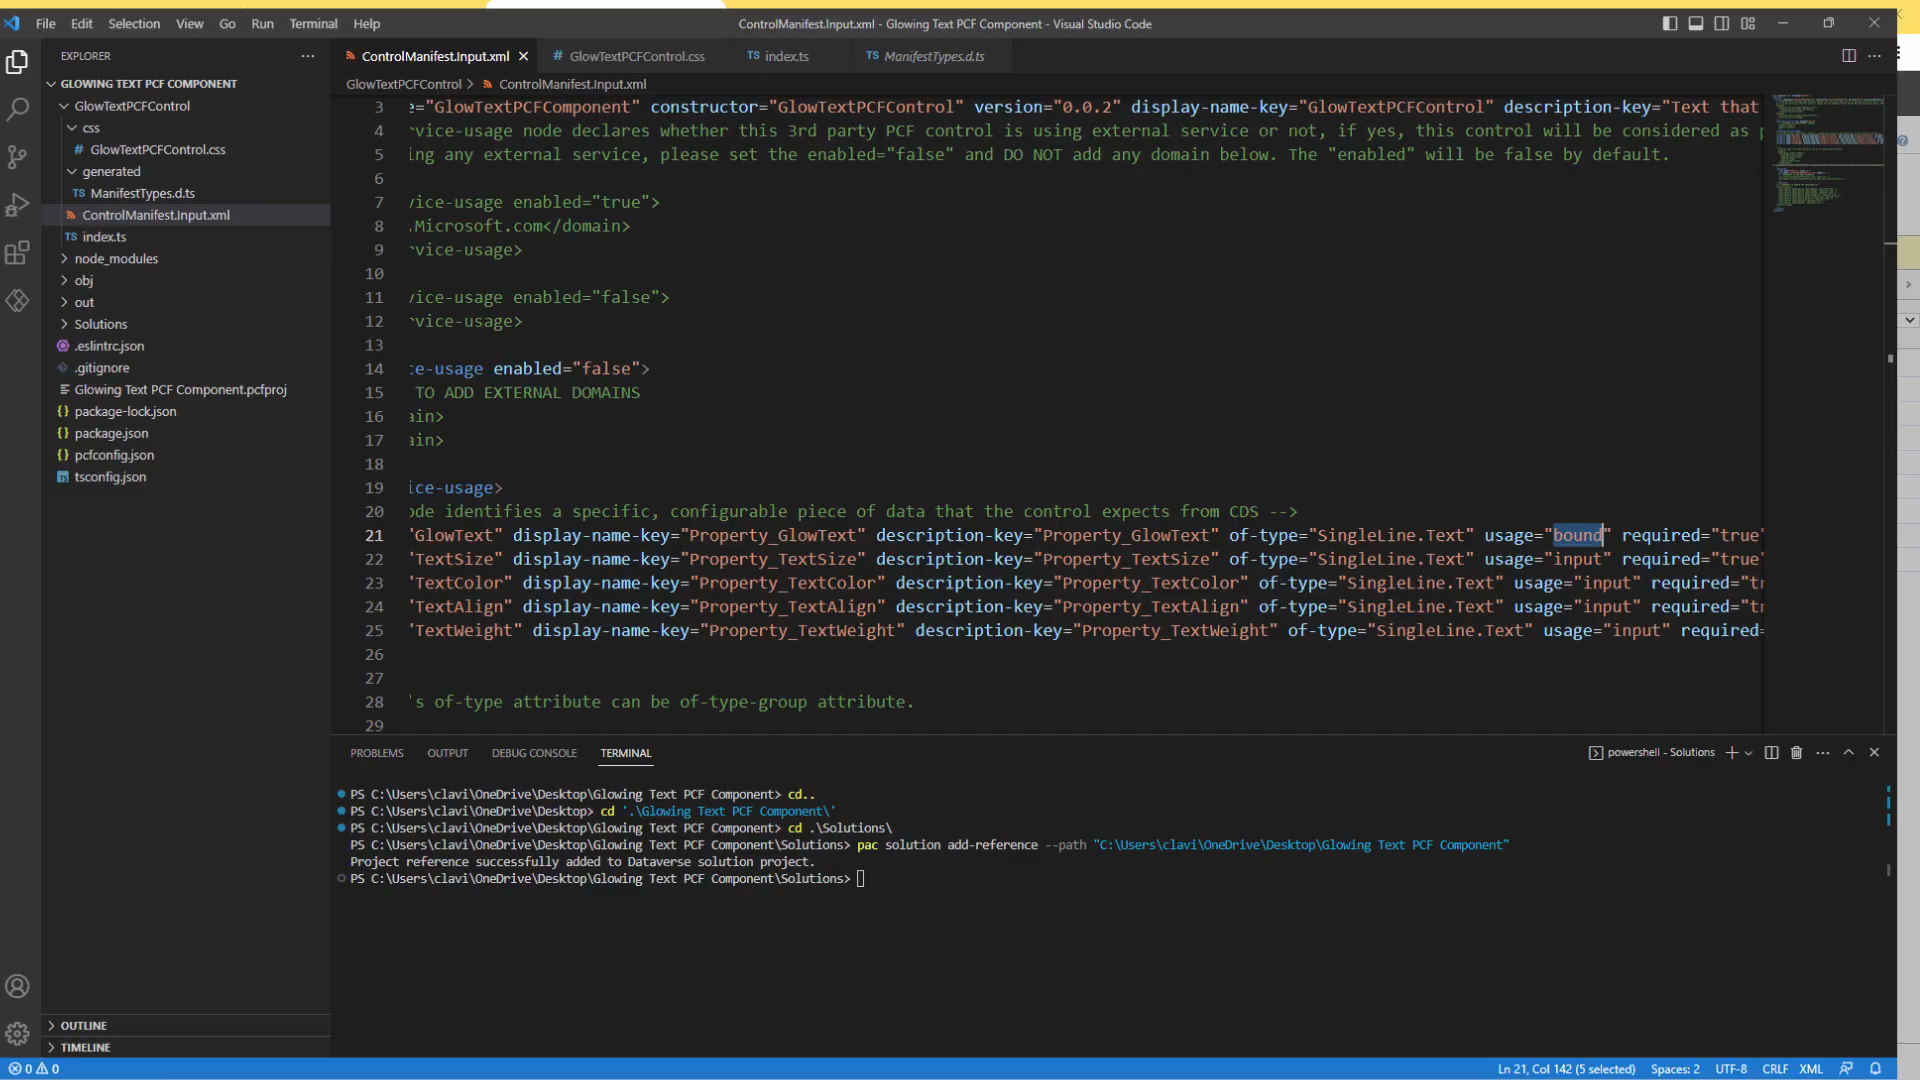 File Edit Selection View Go Run Terminal Help
ControlManifest.Input.xml - Glowing Text PCF Component - Visual Studio Code
EXPLORER
GLOWING TEXT PCF COMPONENT
GlowTextPCFControl
css
# GlowTextPCFControl.css
generated
TS ManifestTypes.d.ts
ControlManifest.Input.xml
TS index.ts
node_modules
obj
out
Solutions
.eslintrc.json
.gitignore
Glowing Text PCF Component.pcfproj
{} package-lock.json
{} package.json
{} pcfconfig.json
tsconfig.json
OUTLINE
TIMELINE
ControlManifest.Input.xml # GlowTextPCFControl.css TS index.ts TS ManifestTypes.d.ts
GlowTextPCFControl > ControlManifest.Input.xml
3 e="GlowTextPCFComponent" constructor="GlowTextPCFControl" version="0.0.2" display-name-key="GlowTextPCFControl" description-key="Text that
4 rvice-usage node declares whether this 3rd party PCF control is using external service or not, if yes, this control will be considered as p
5 ing any external service, please set the enabled="false" and DO NOT add any domain below. The "enabled" will be false by default.
6
7 vice-usage enabled="true">
8 .Microsoft.com</domain>
9 rvice-usage>
10
11 vice-usage enabled="false">
12 rvice-usage>
13
14 ce-usage enabled="false">
15 TO ADD EXTERNAL DOMAINS
16 ain>
17 ain>
18
19 ice-usage>
20 ode identifies a specific, configurable piece of data that the control expects from CDS -->
21 "GlowText" display-name-key="Property_GlowText" description-key="Property_GlowText" of-type="SingleLine.Text" usage="bound" required="true"
22 "TextSize" display-name-key="Property_TextSize" description-key="Property_TextSize" of-type="SingleLine.Text" usage="input" required="true"
23 "TextColor" display-name-key="Property_TextColor" description-key="Property_TextColor" of-type="SingleLine.Text" usage="input" required="tr
24 "TextAlign" display-name-key="Property_TextAlign" description-key="Property_TextAlign" of-type="SingleLine.Text" usage="input" required="tr
25 "TextWeight" display-name-key="Property_TextWeight" description-key="Property_TextWeight" of-type="SingleLine.Text" usage="input" required=
26
27
28 's of-type attribute can be of-type-group attribute.
29
PROBLEMS OUTPUT DEBUG CONSOLE TERMINAL
powershell - Solutions
PS C:\Users\clavi\OneDrive\Desktop\Glowing Text PCF Component> cd..
PS C:\Users\clavi\OneDrive\Desktop> cd '.\Glowing Text PCF Component\'
PS C:\Users\clavi\OneDrive\Desktop\Glowing Text PCF Component> cd .\Solutions\
PS C:\Users\clavi\OneDrive\Desktop\Glowing Text PCF Component\Solutions> pac solution add-reference --path "C:\Users\clavi\OneDrive\Desktop\Glowing Text PCF Component"
Project reference successfully added to Dataverse solution project.
PS C:\Users\clavi\OneDrive\Desktop\Glowing Text PCF Component\Solutions>
0 0
Ln 21, Col 142 (5 selected) Spaces: 2 UTF-8 CRLF XML